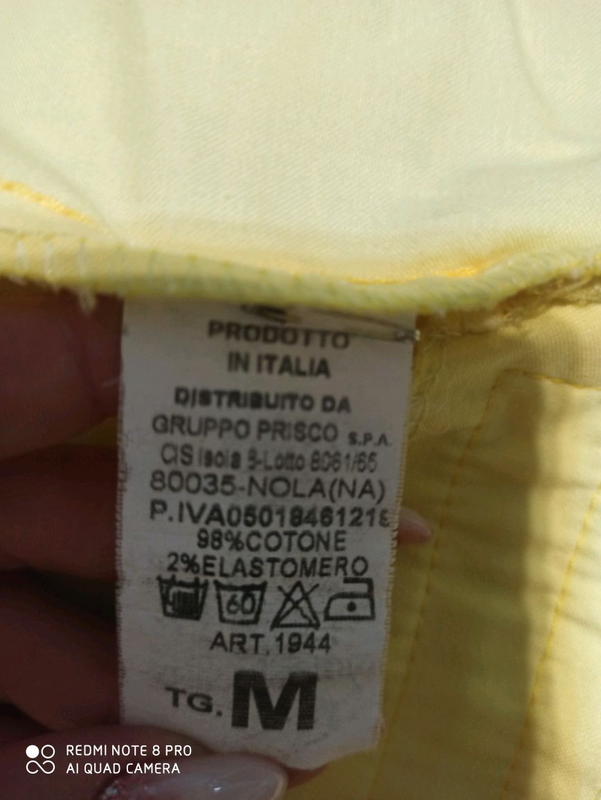 PRODOTTO
IN ITALIA
DISTRIBUITO DA
GRUPPO PRISCO S.P.A.
CIS Isola 8-Lotto 8061/65
80035-NOLA(NA)
P.IVA05018461218
98%COTONE
2%ELASTOMERO
60
ART.1944
TG. M
REDMI NOTE 8 PRO
AI QUAD CAMERA